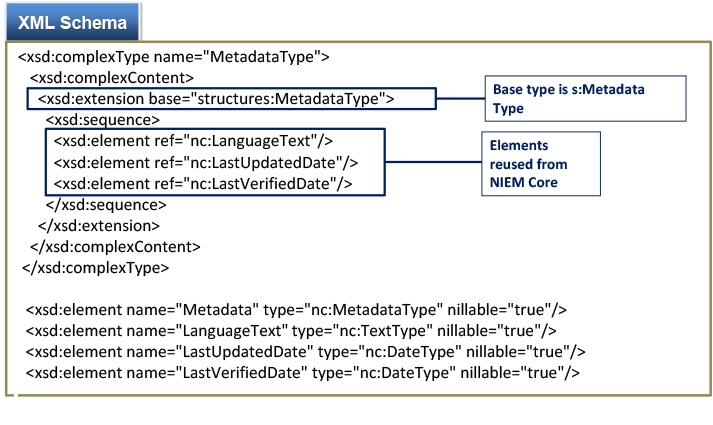 XML Schema
<xsd:complexType name="MetadataType">
<xsd:complexContent>
<xsd:extension base="structures:MetadataType">
Base type is s:Metadata
Type
<xsd:sequence>
<xsd:element ref="nc:LanguageText"/>
<xsd:element ref="nc:LastUpdatedDate"/>
<xsd:element ref="nc:LastVerifiedDate"/>
Elements
reused from
NIEM Core
</xsd:sequence>
</xsd:extension>
</xsd:complexContent>
</xsd:complexType>
<xsd:element name="Metadata" type="nc:MetadataType" nillable="true"/>
<xsd:element name="LanguageText" type="nc:TextType" nillable="true"/>
<xsd:element name="LastUpdatedDate" type="nc:DateType" nillable="true"/>
<xsd:element name="LastVerifiedDate" type="nc:DateType" nillable="true"/>